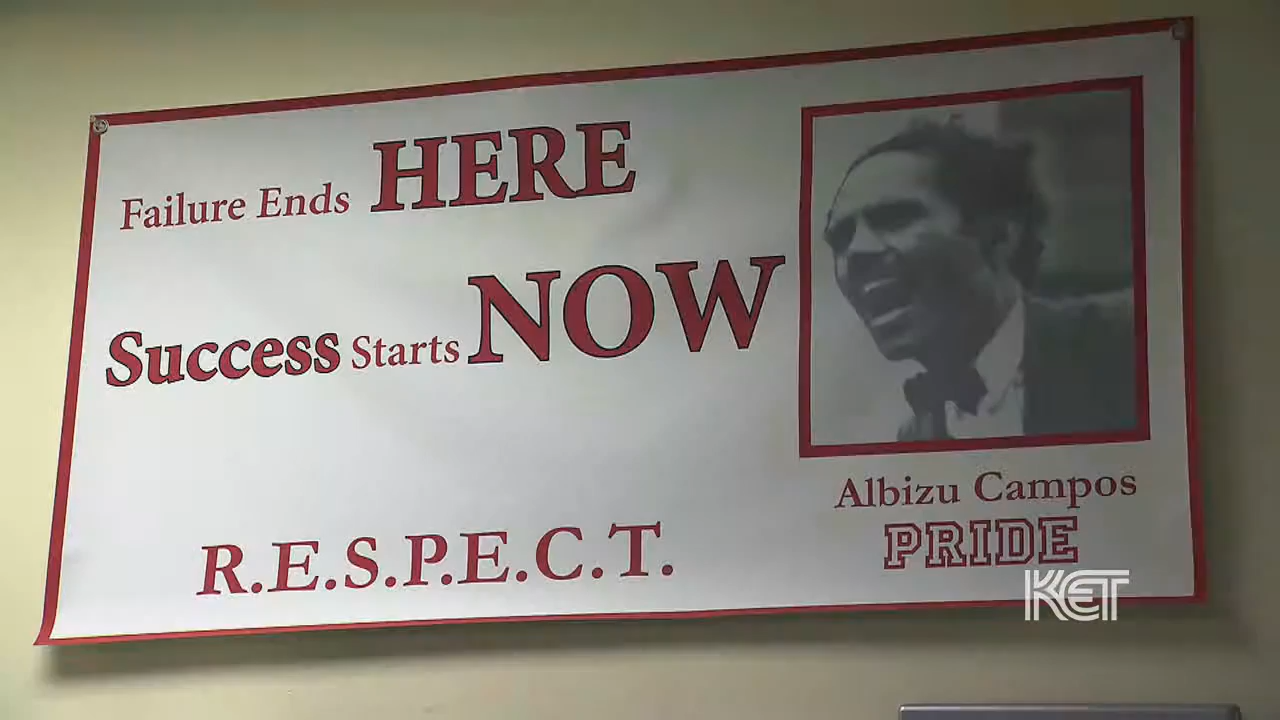 Failure Ends HERE
Success Starts NOW
R.E.S.P.E.C.T.
Albizu Campos
PRIDE
KET